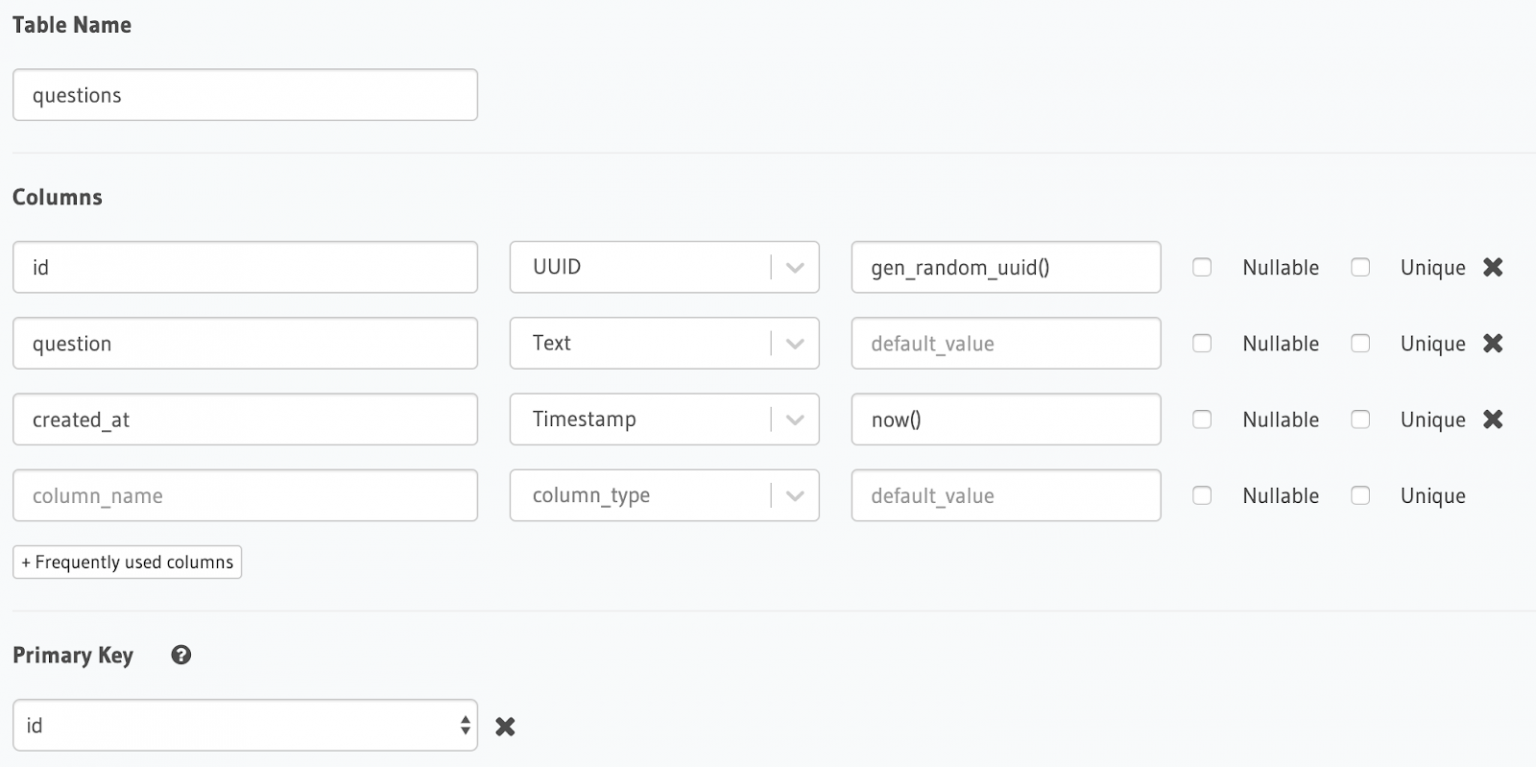 Table Name
questions
Columns
id UUID gen_random_uuid() Nullable Unique
question Text default_value Nullable Unique
created_at Timestamp now() Nullable Unique
column_name column_type default_value Nullable Unique
+ Frequently used columns
Primary Key ?
id